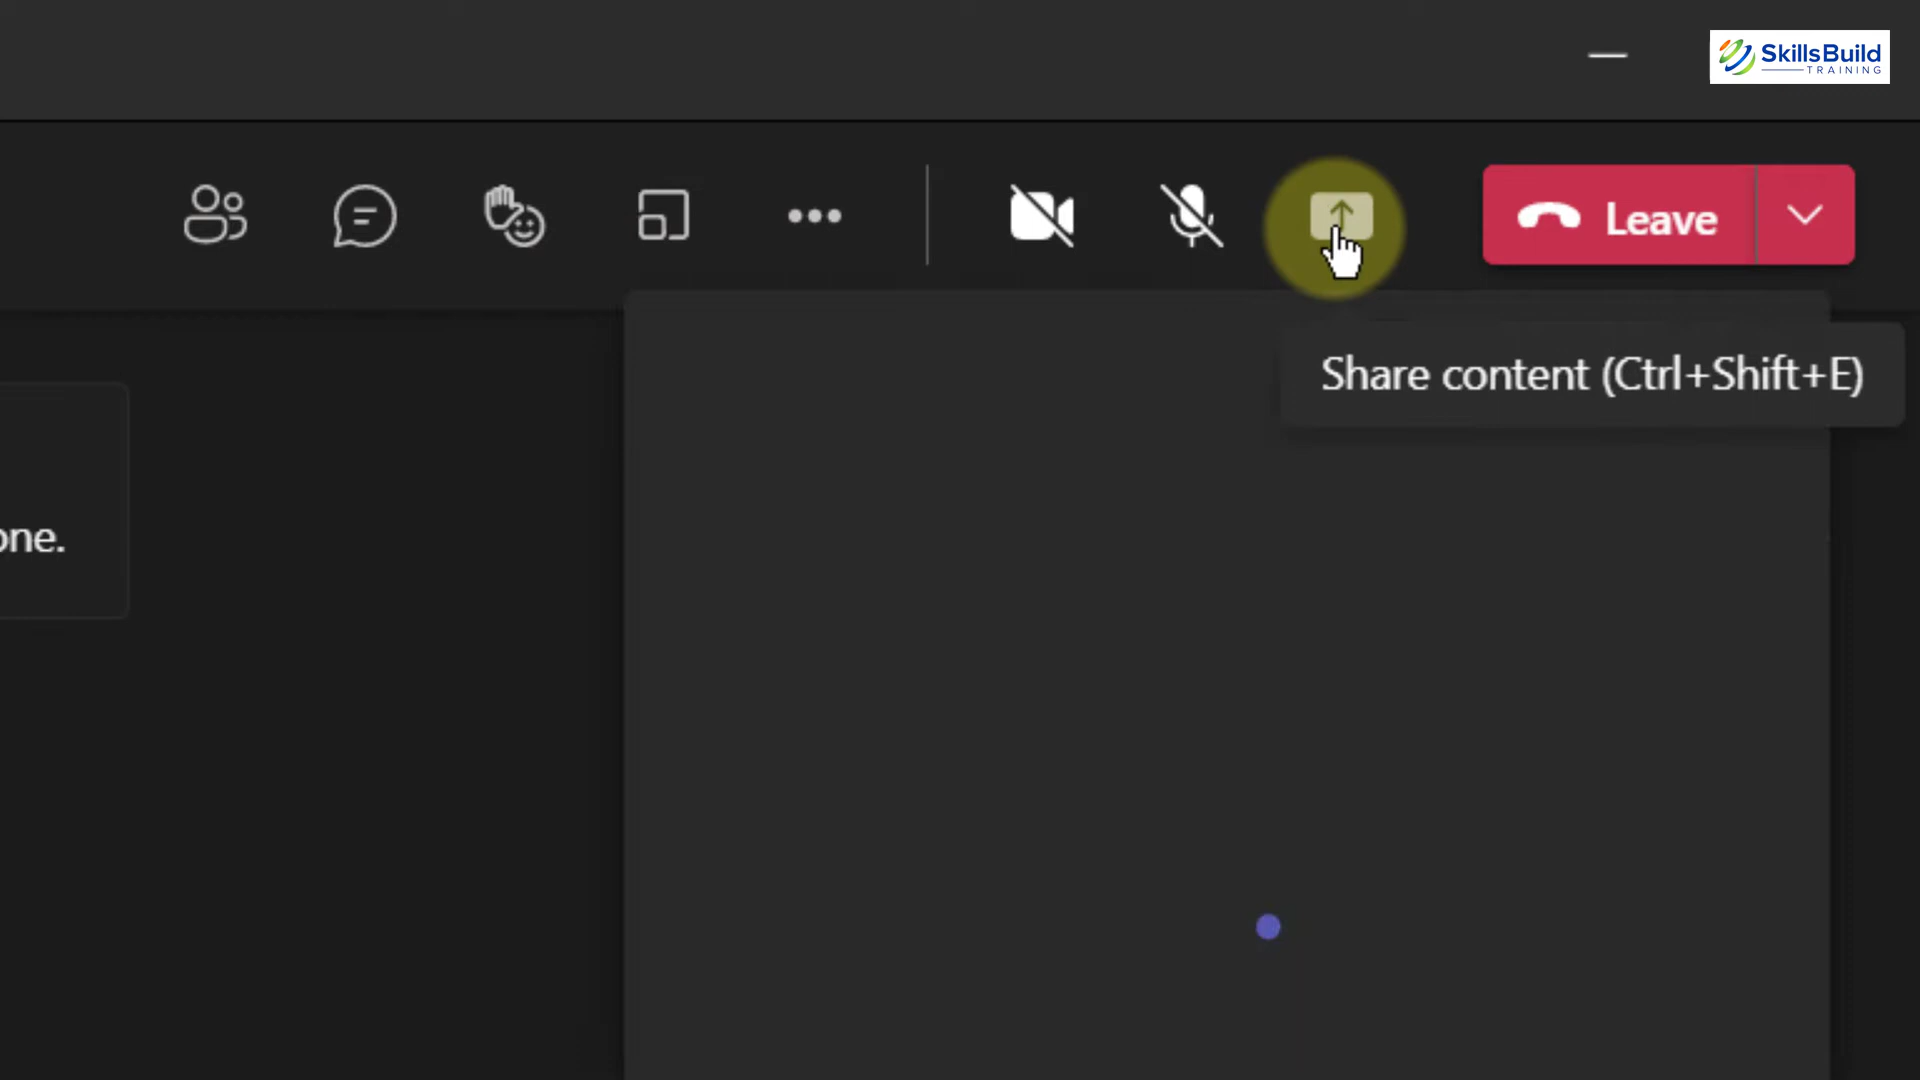 SkillsBuild
TRAINING
Leave
Share content (Ctrl+Shift+E)
one.